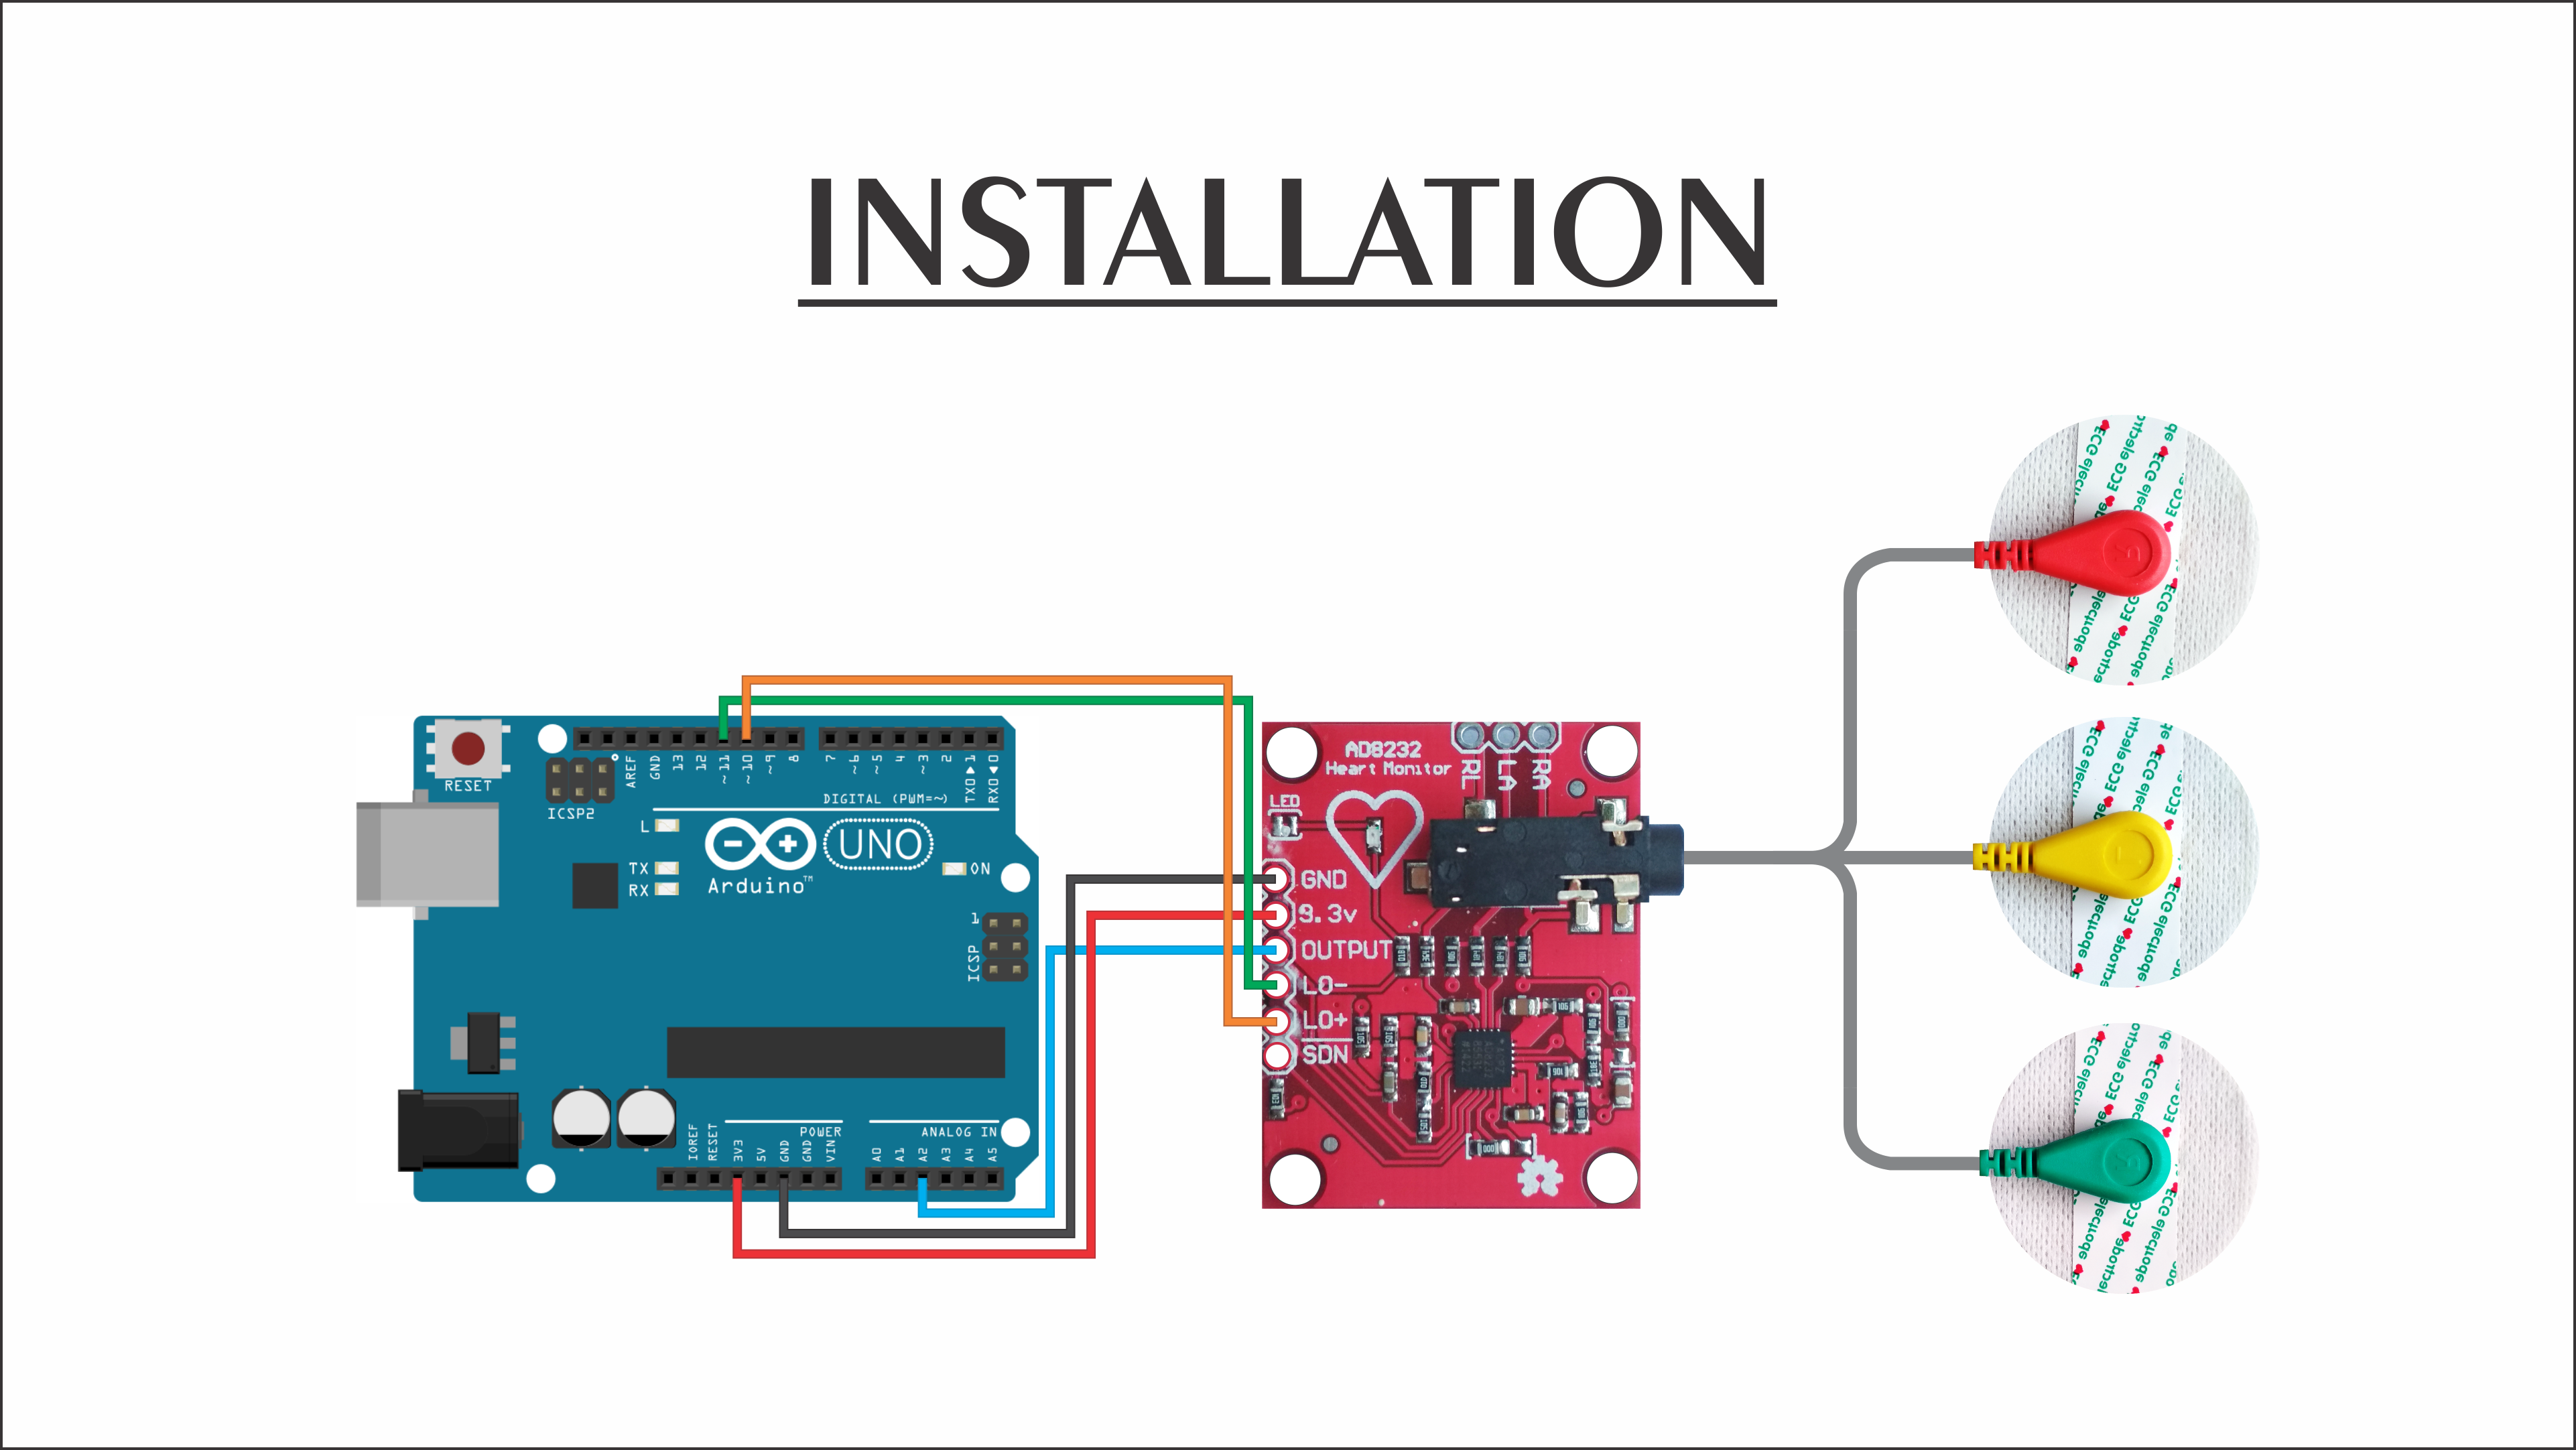 INSTALLATION
RESET
ICSP2
AREF
GND
13
12
~11
~10
~9
8
7
~6
~5
4
~3
2
TX0▶1
RX0◀0
DIGITAL (PWM=~)
L
TX
RX
Arduino™
UNO
ON
1
ICSP
IOREF
RESET
3V3
5V
GND
GND
VIN
POWER
A0
A1
A2
A3
A4
A5
ANALOG IN
AD8232
Heart Monitor
RL
LA
RA
LED
GND
3.3v
OUTPUT
LO-
LO+
SDN
ECG electrode
ECG electrode
ECG electrode